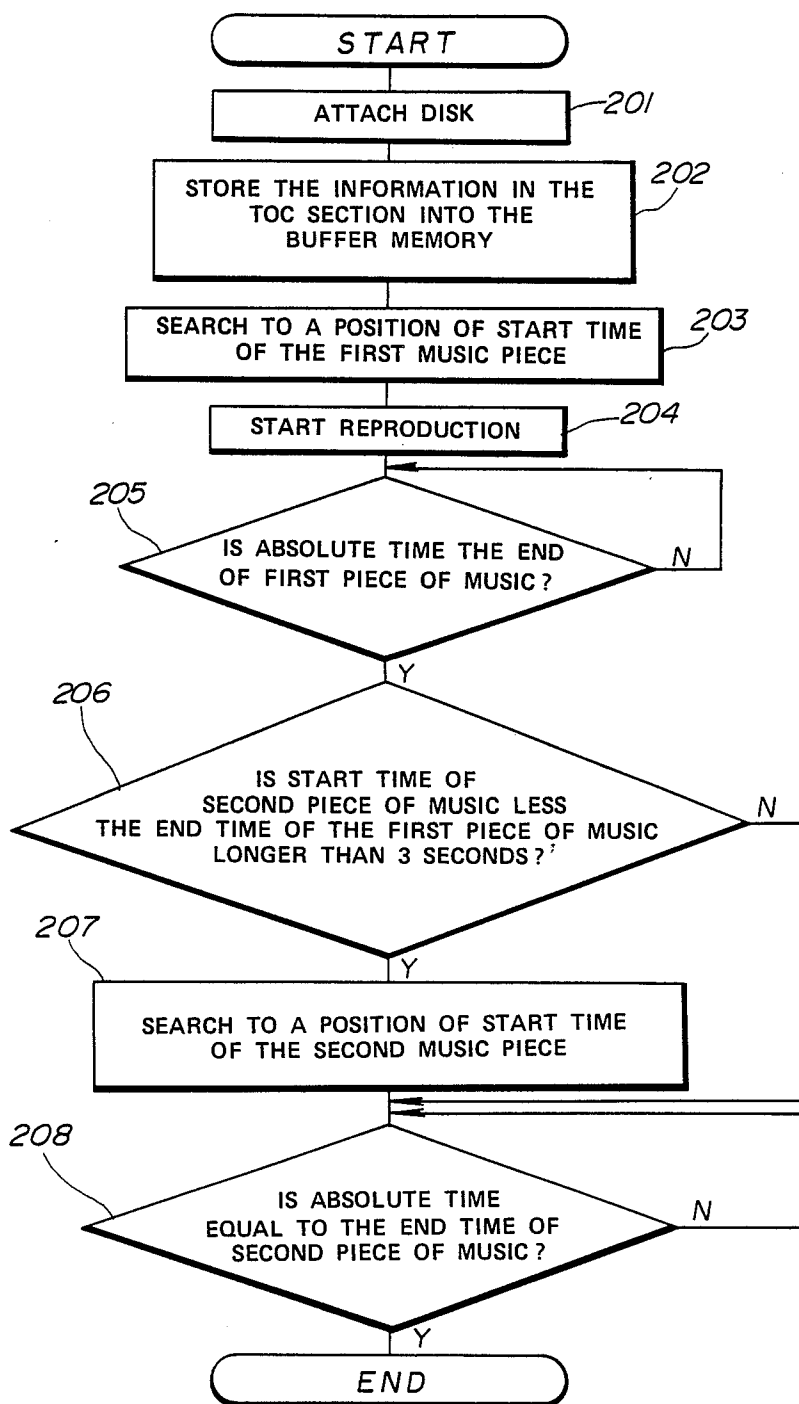 START
ATTACH DISK
201
STORE THE INFORMATION IN THE
TOC SECTION INTO THE
BUFFER MEMORY
202
SEARCH TO A POSITION OF START TIME
OF THE FIRST MUSIC PIECE
203
START REPRODUCTION
204
205
IS ABSOLUTE TIME THE END
OF FIRST PIECE OF MUSIC?
N
Y
206
IS START TIME OF
SECOND PIECE OF MUSIC LESS
THE END TIME OF THE FIRST PIECE OF MUSIC
LONGER THAN 3 SECONDS?
N
Y
207
SEARCH TO A POSITION OF START TIME
OF THE SECOND MUSIC PIECE
208
IS ABSOLUTE TIME
EQUAL TO THE END TIME OF
SECOND PIECE OF MUSIC?
N
Y
END